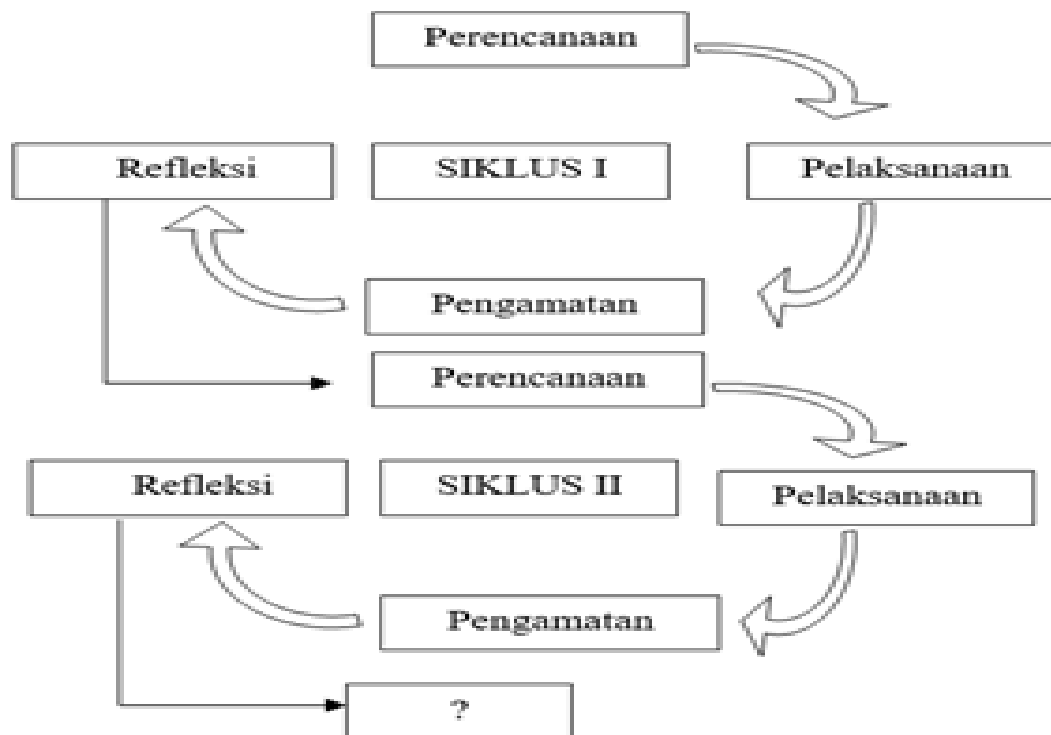 Perencanaan
Refleksi
SIKLUS I
Pelaksanaan
Pengamatan
Perencanaan
Refleksi
SIKLUS II
Pelaksanaan
Pengamatan
?